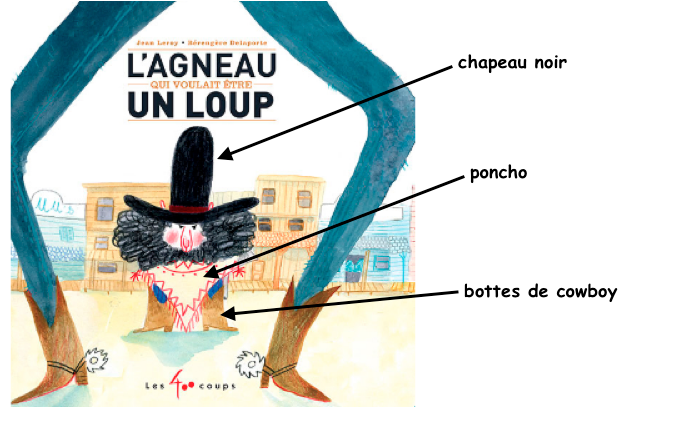 Jean Leroy • Bérengère Delaporte
L'AGNEAU
QUI VOULAIT ÊTRE
UN LOUP
chapeau noir
poncho
UU's
bottes de cowboy
Les 400 coups